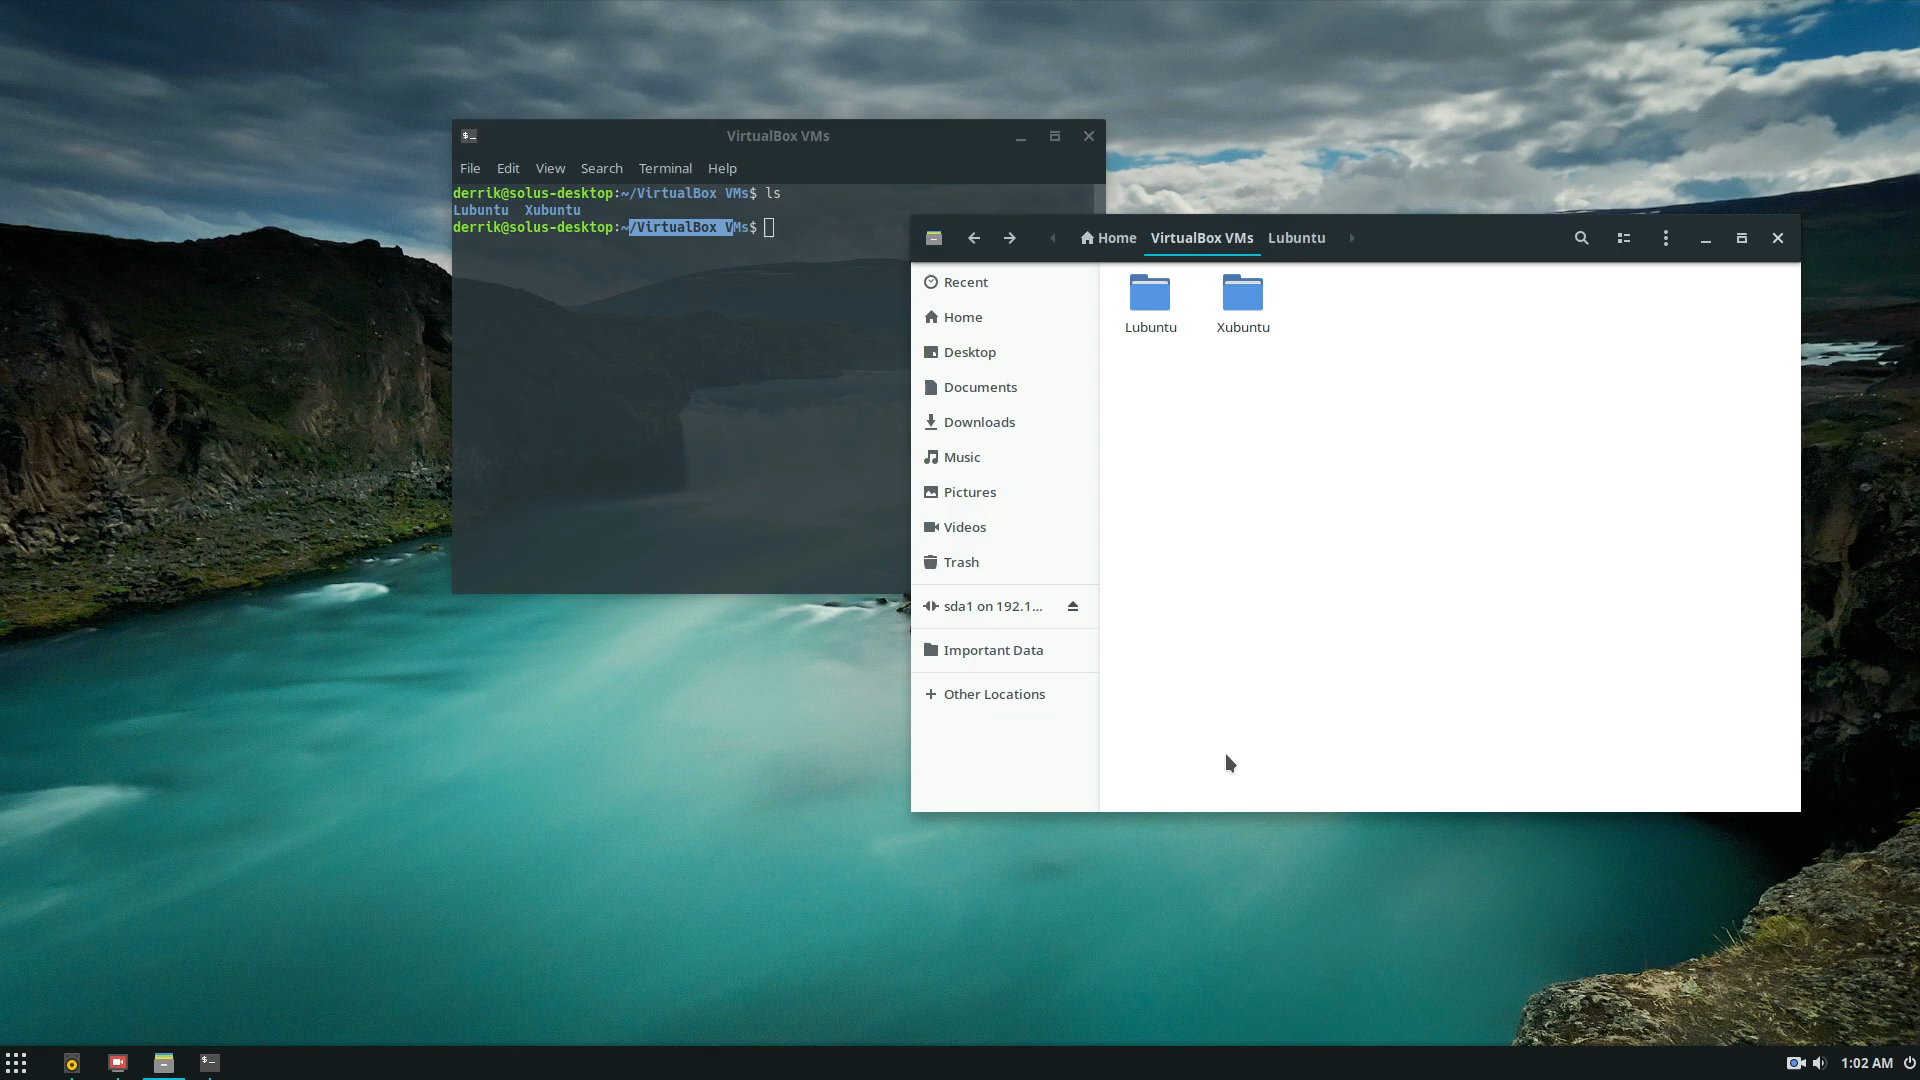 VirtualBox VMs
File Edit View Search Terminal Help
derrik@solus-desktop:~/VirtualBox VMs$ ls
Lubuntu Xubuntu
derrik@solus-desktop:~/VirtualBox VMs$
Home VirtualBox VMs Lubuntu
Recent
Home
Desktop
Documents
Downloads
Music
Pictures
Videos
Trash
sda1 on 192.1...
Important Data
Other Locations
Lubuntu Xubuntu
1:02 AM